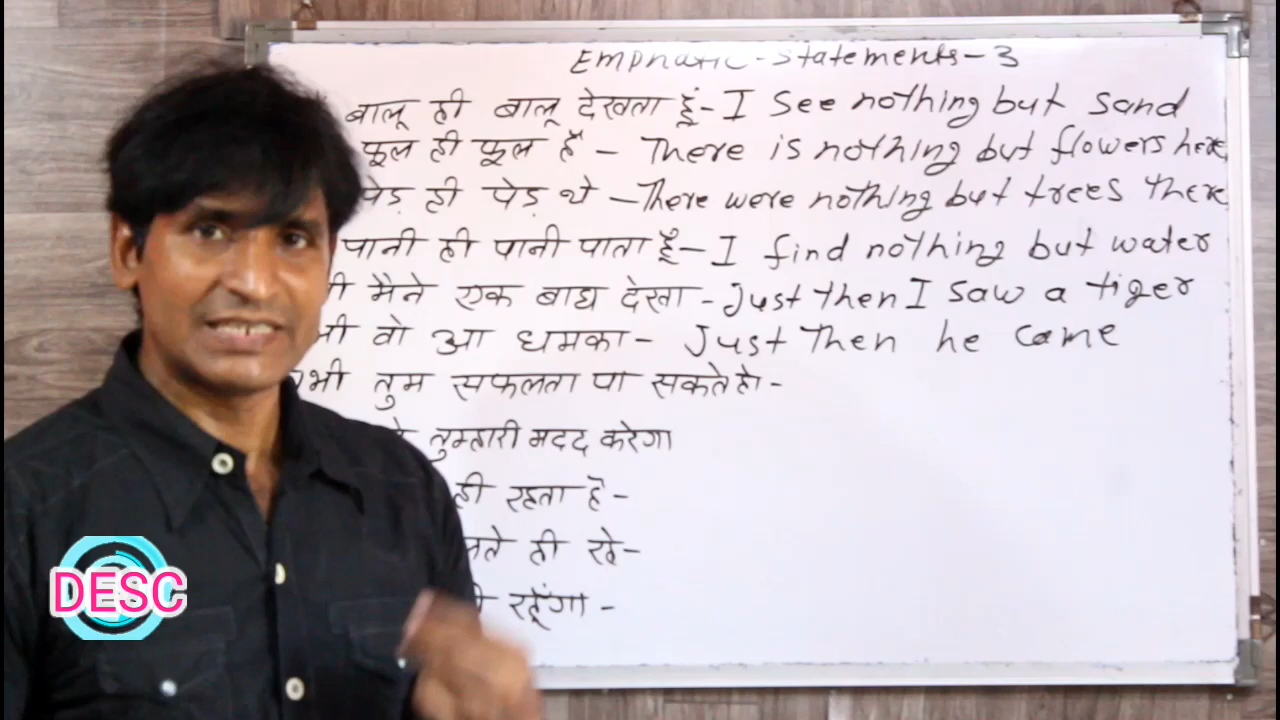 Emphatic - Statements - 3
बालू ही बालू देखता हूं - I see nothing but sand
फूल ही फूल हैं - There is nothing but flowers here
पेड़ ही पेड़ थे - There were nothing but trees there
पानी ही पानी पाता हूँ - I find nothing but water
मैने एक बाघ देखा - Just then I saw a tiger
वो आ धमका - Just Then he came
तुम सफलता पा सकते हो -
तुम्हारी मदद करेगा
ही रहता है -
ही रहे -
रहूंगा -
DESC